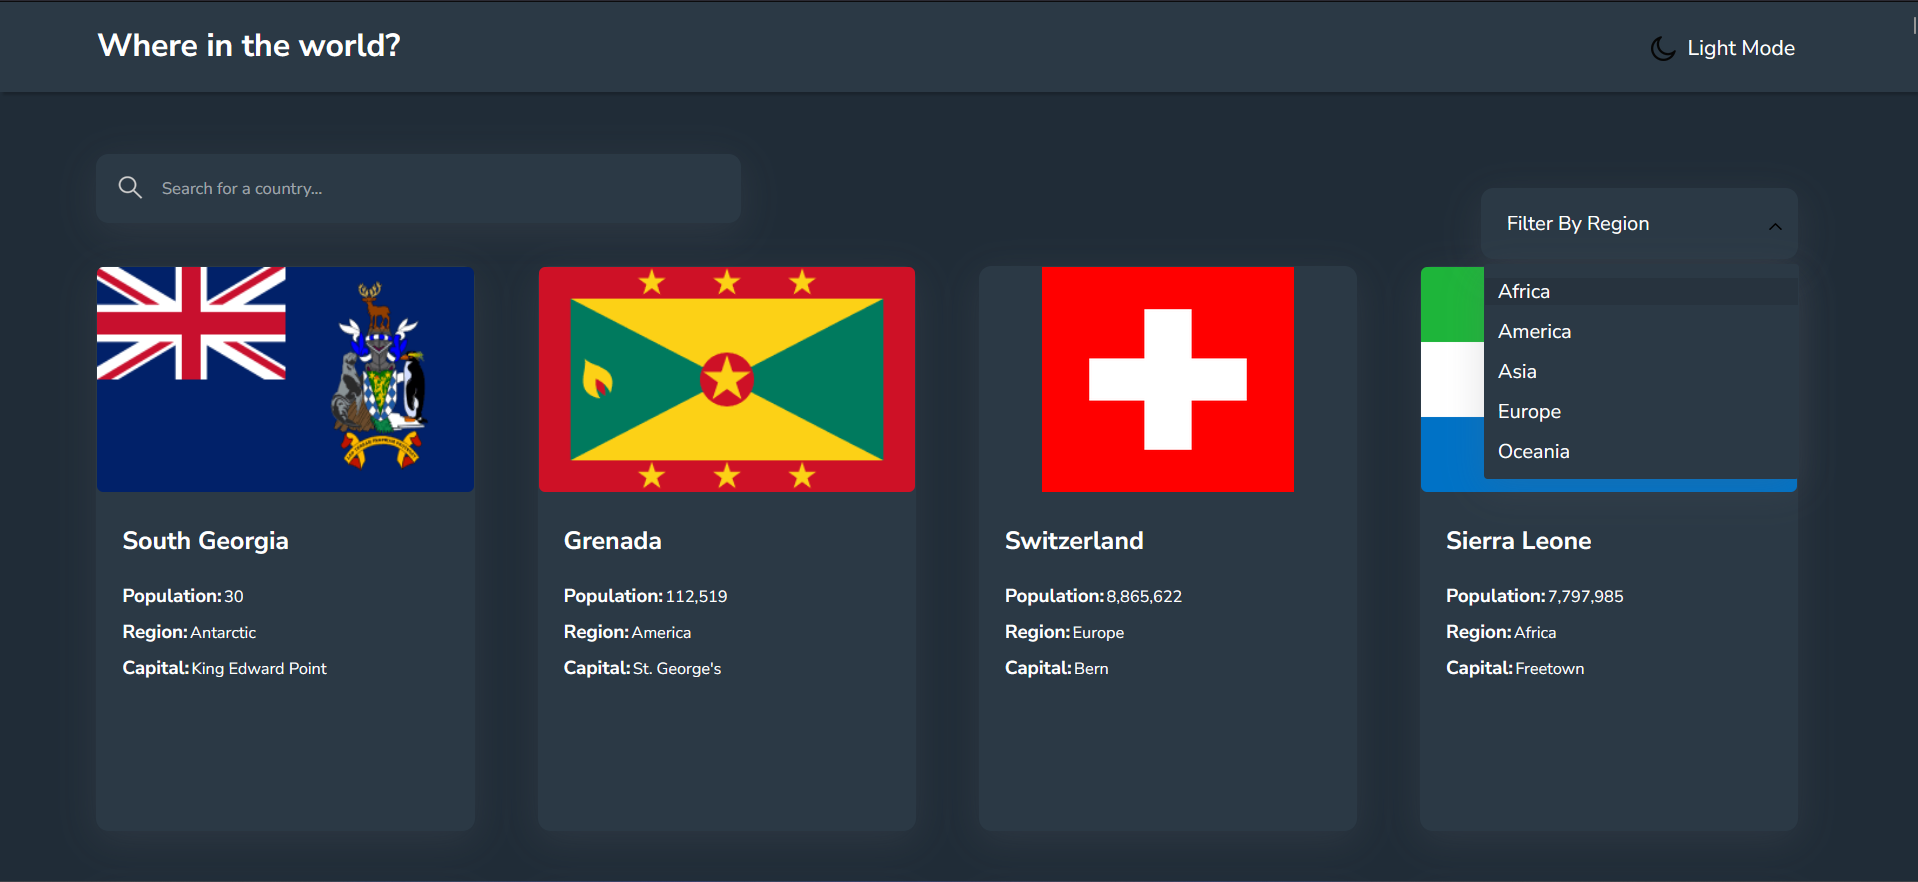 Where in the world?
Light Mode
Search for a country...
Filter By Region
Africa
America
Asia
Europe
Oceania
South Georgia
Population: 30
Region: Antarctic
Capital: King Edward Point
Grenada
Population: 112,519
Region: America
Capital: St. George's
Switzerland
Population: 8,865,622
Region: Europe
Capital: Bern
Sierra Leone
Population: 7,797,985
Region: Africa
Capital: Freetown